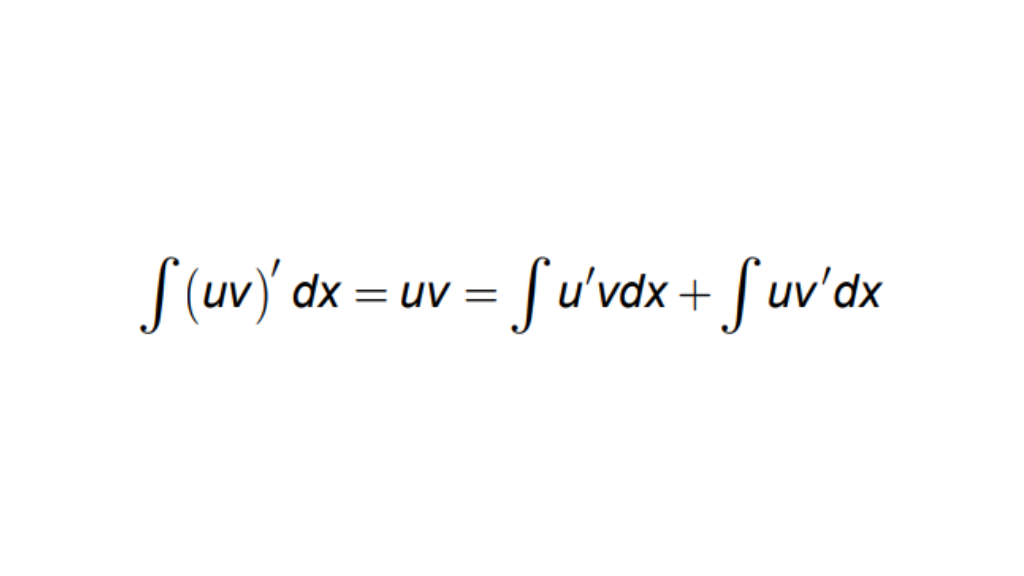 ∫(uv)′ dx = uv = ∫u′vdx + ∫uv′dx